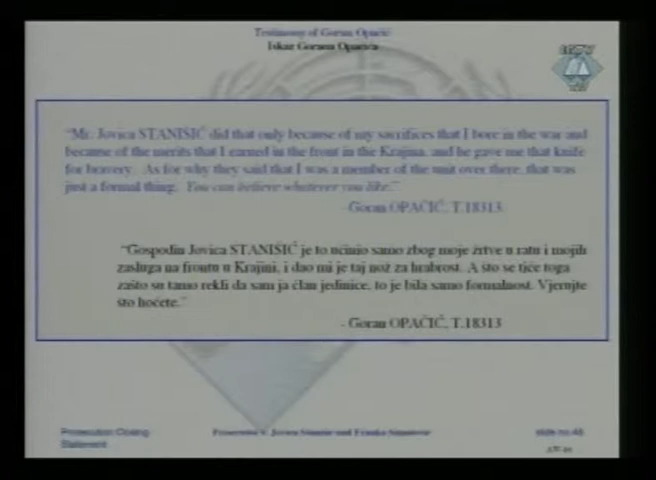 Testimony of Goran Opačić
Iskaz Gorana Opačića
"Mr. Jovica STANIŠIĆ did that only because of my sacrifices that I bore in the war and
because of the merits that I earned in the front in the Krajina, and he gave me that knife
for bravery. As for why they said that I was a member of the unit over there, that was
just a formal thing. You can believe whatever you like."
-Goran OPAČIĆ, T.18313
"Gospodin Jovica STANIŠIĆ je to učinio samo zbog moje žrtve u ratu i mojih
zasluga na frontu u Krajini, i dao mi je taj nož za hrabrost. A što se tiče toga
zašto su tamo rekli da sam ja član jedinice, to je bila samo formalnost. Vjerujte
što hoćete."
- Goran OPAČIĆ, T.18313
Prosecution Closing
Statement
Prosecutor v. Jovica Stanišić and Franko Simatović
slide no.